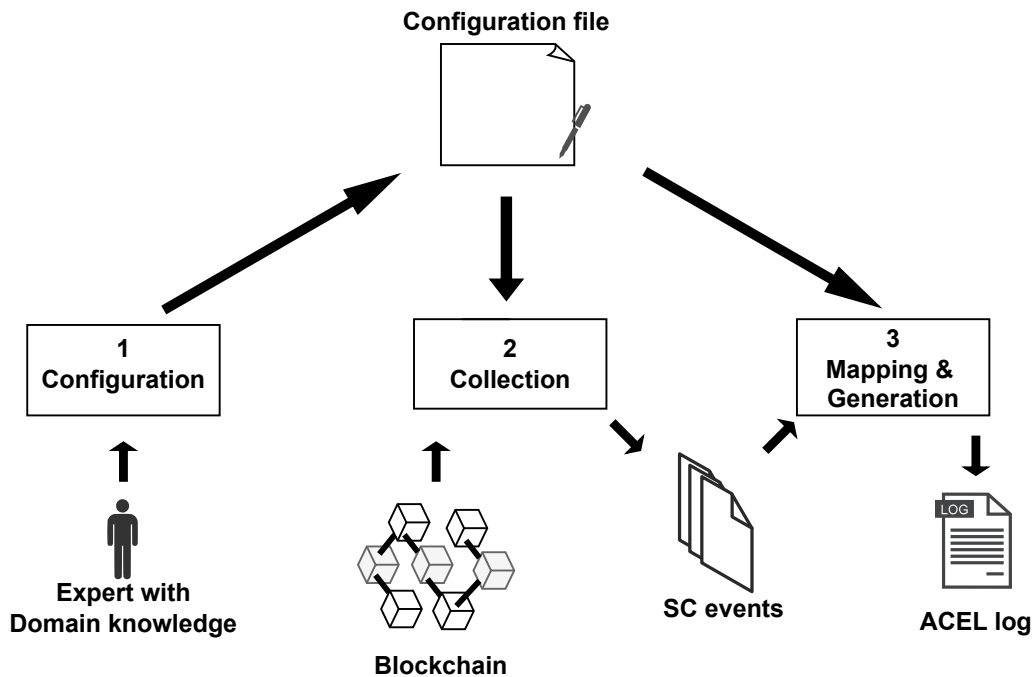 Configuration file
1
Configuration
2
Collection
3
Mapping &
Generation
LOG
Expert with
Domain knowledge
Blockchain
SC events
ACEL log